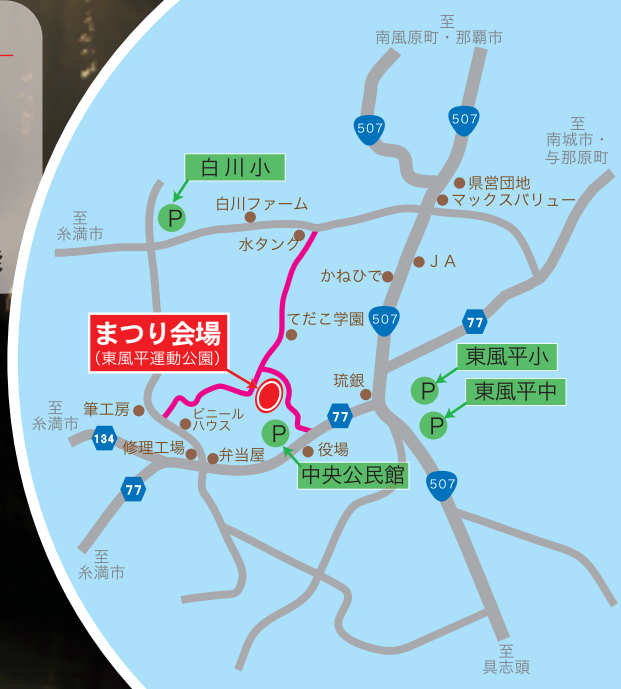 至
南風原町・那覇市
507
507
至
南城市・
与那原町
白川小
P
県営団地
マックスバリュー
白川ファーム
至
糸満市
水タンク
JA
かねひで
てだこ学園
507
77
まつり会場
(東風平運動公園)
東風平小
P
琉銀
東風平中
P
至
糸満市
筆工房
ビニール
ハウス
77
134
P
修理工場
弁当屋
役場
中央公民館
77
507
至
糸満市
至
具志頭